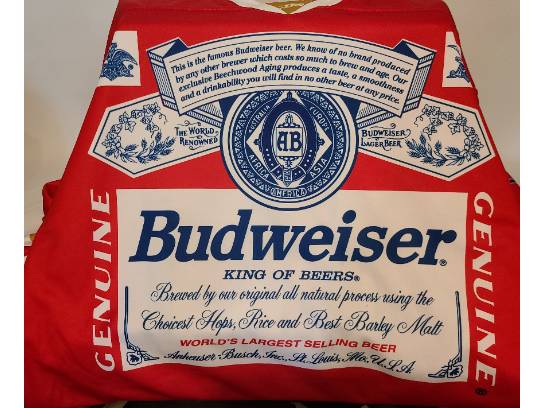 This is the famous Budweiser beer. We know of no brand produced
by any other brewer which costs so much to brew and age. Our
exclusive Beechwood Aging produces a taste, a smoothness
and a drinkability you will find in no other beer at any price.
THE WORLD
RENOWNED
BUDWEISER
LAGER BEER
AB
AFRICA
AMERICA
ASIA
Budweiser®
KING OF BEERS®
Brewed by our original all natural process using the
Choicest Hops, Rice and Best Barley Malt
WORLD'S LARGEST SELLING BEER
Anheuser-Busch, Inc., St. Louis, Mo. U.S.A.
GENUINE
GENUINE
®